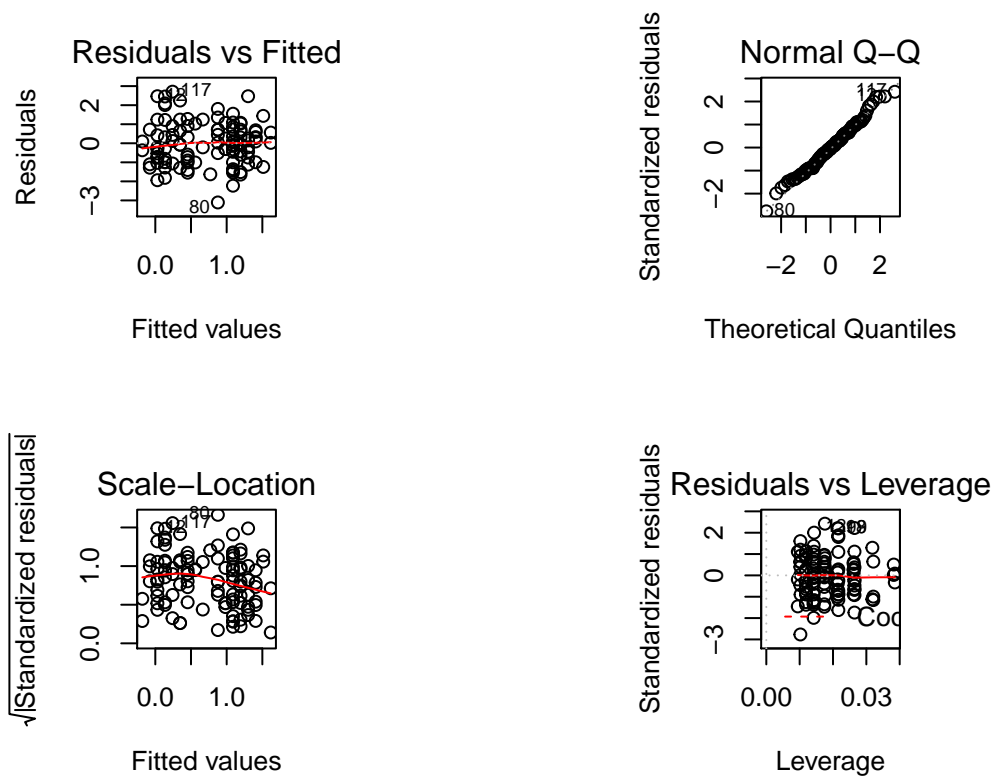 Residuals vs Fitted
Residuals
−3
0
2
117
80
0.0
1.0
Fitted values
Normal Q−Q
Standardized residuals
−2
0
2
117
80
−2
0
2
Theoretical Quantiles
Scale−Location
√|Standardized residuals|
0.0
1.0
80
117
0.0
1.0
Fitted values
Residuals vs Leverage
Standardized residuals
−3
0
2
Coo
0.00
0.03
Leverage